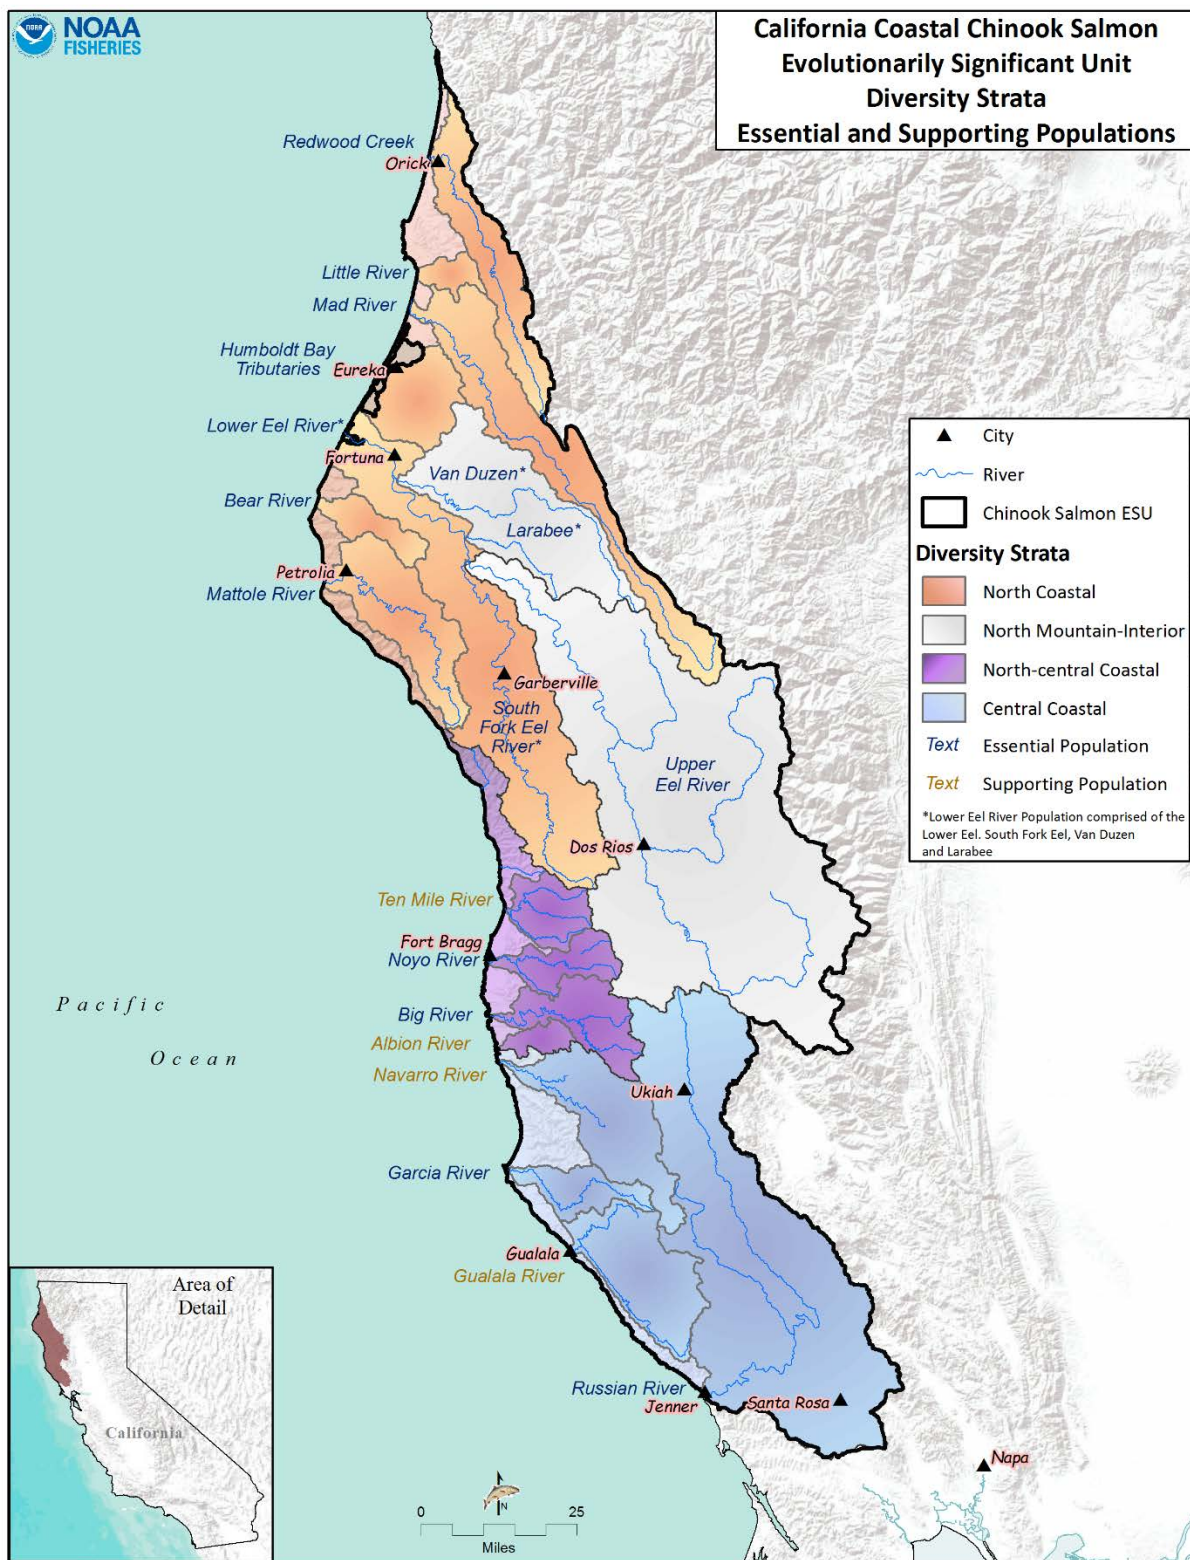 NOAA
FISHERIES
NOAA
California Coastal Chinook Salmon
Evolutionarily Significant Unit
Diversity Strata
Essential and Supporting Populations
Redwood Creek
Orick
Little River
Mad River
Humboldt Bay
Tributaries
Eureka
Lower Eel River*
Fortuna
Van Duzen*
Bear River
Larabee*
Petrolia
Mattole River
Garberville
South
Fork Eel
River*
Upper
Eel River
Dos Rios
Ten Mile River
Fort Bragg
Noyo River
Big River
Albion River
Navarro River
Ukiah
Garcia River
Gualala
Gualala River
Russian River
Jenner
Santa Rosa
Napa
Pacific
Ocean
City
River
Chinook Salmon ESU
Diversity Strata
North Coastal
North Mountain-Interior
North-central Coastal
Central Coastal
Text Essential Population
Text Supporting Population
*Lower Eel River Population comprised of the
Lower Eel. South Fork Eel, Van Duzen
and Larabee
Area of
Detail
California
N
0 25
Miles